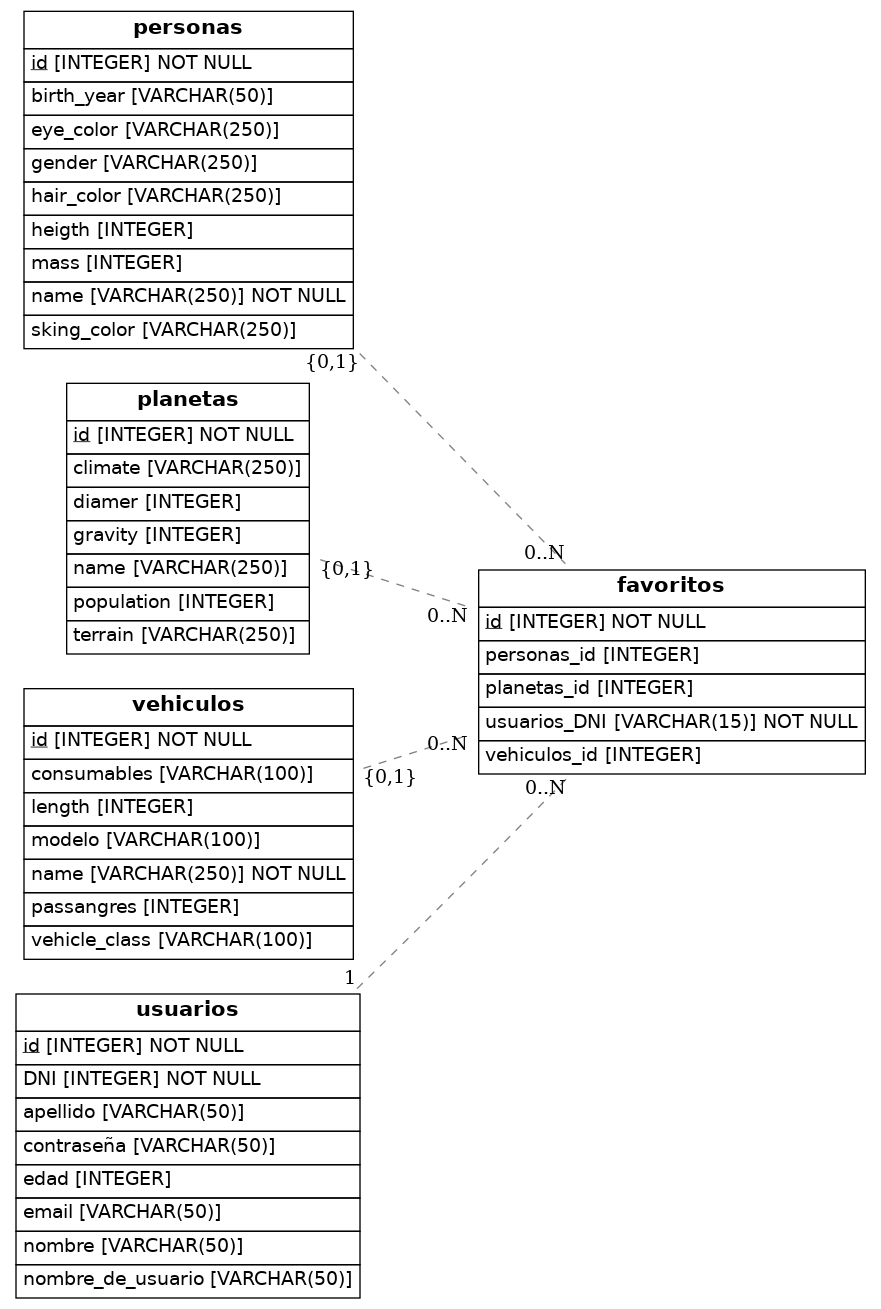 personas
id [INTEGER] NOT NULL
birth_year [VARCHAR(50)]
eye_color [VARCHAR(250)]
gender [VARCHAR(250)]
hair_color [VARCHAR(250)]
heigth [INTEGER]
mass [INTEGER]
name [VARCHAR(250)] NOT NULL
sking_color [VARCHAR(250)]
{0,1}
planetas
id [INTEGER] NOT NULL
climate [VARCHAR(250)]
diamer [INTEGER]
gravity [INTEGER]
name [VARCHAR(250)]
population [INTEGER]
terrain [VARCHAR(250)]
{0,1}
0..N
0..N
favoritos
id [INTEGER] NOT NULL
personas_id [INTEGER]
planetas_id [INTEGER]
usuarios_DNI [VARCHAR(15)] NOT NULL
vehiculos_id [INTEGER]
0..N
0..N
vehiculos
id [INTEGER] NOT NULL
consumables [VARCHAR(100)]
length [INTEGER]
modelo [VARCHAR(100)]
name [VARCHAR(250)] NOT NULL
passangres [INTEGER]
vehicle_class [VARCHAR(100)]
{0,1}
1
usuarios
id [INTEGER] NOT NULL
DNI [INTEGER] NOT NULL
apellido [VARCHAR(50)]
contraseña [VARCHAR(50)]
edad [INTEGER]
email [VARCHAR(50)]
nombre [VARCHAR(50)]
nombre_de_usuario [VARCHAR(50)]